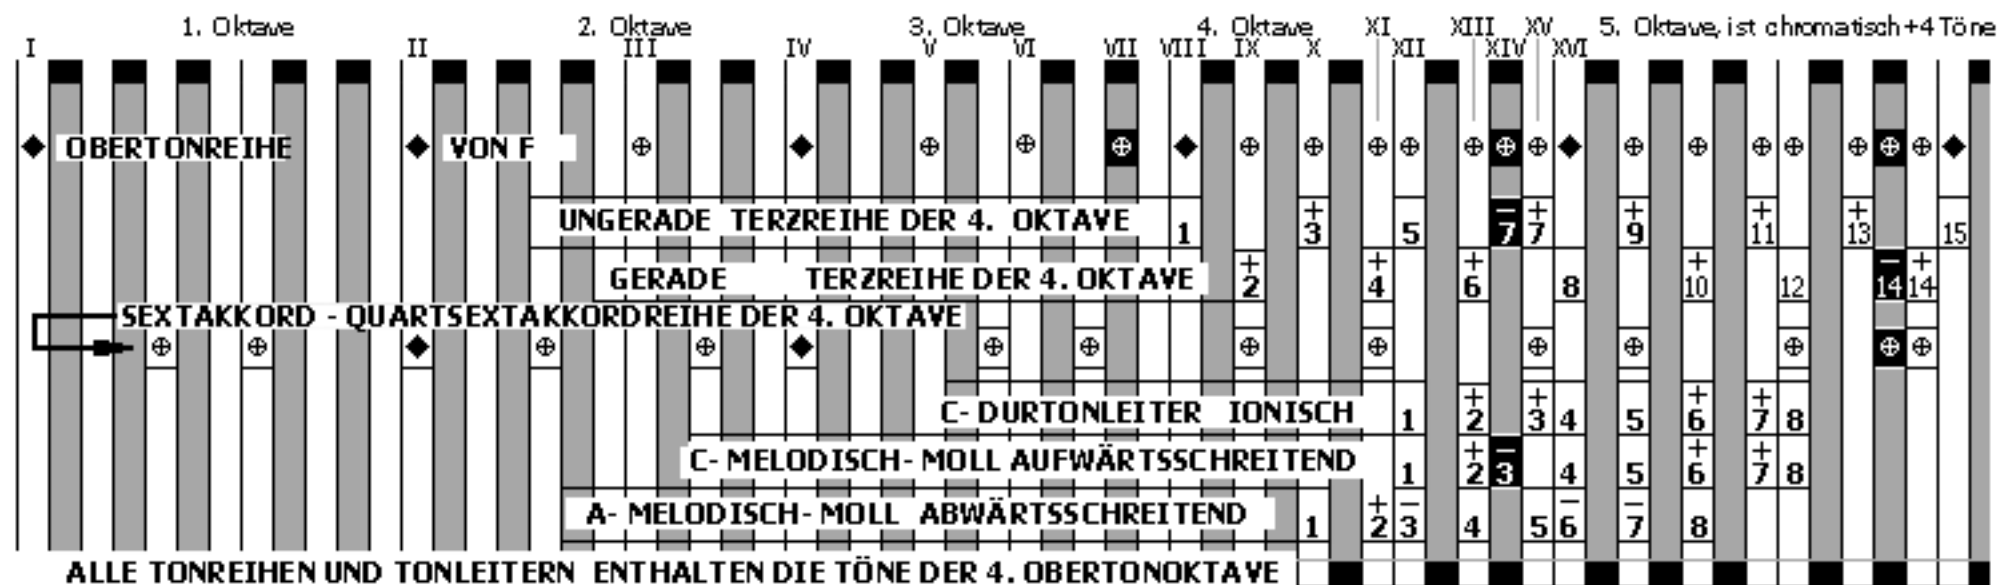 1. Oktave 2. Oktave 3. Oktave 4. Oktave XI XIII XV 5. Oktave, ist chromatisch+4 Töne
I II III IV V VI VII VIII IX X XII XIV XVI
OBERTONREIHE VON F
UNGERADE TERZREIHE DER 4. OKTAVE 1 +3 5 −7 +7 +9 +11 +13 15
GERADE TERZREIHE DER 4. OKTAVE +2 +4 +6 8 +10 12 −14 +14
SEXTAKKORD - QUARTSEXTAKKORDREIHE DER 4. OKTAVE
C- DURTONLEITER IONISCH 1 +2 +3 4 5 +6 +7 8
C- MELODISCH- MOLL AUFWÄRTSSCHREITEND 1 +2 −3 4 5 +6 +7 8
A- MELODISCH- MOLL ABWÄRTSSCHREITEND 1 +2 −3 4 5 −6 −7 8
ALLE TONREIHEN UND TONLEITERN ENTHALTEN DIE TÖNE DER 4. OBERTONOKTAVE